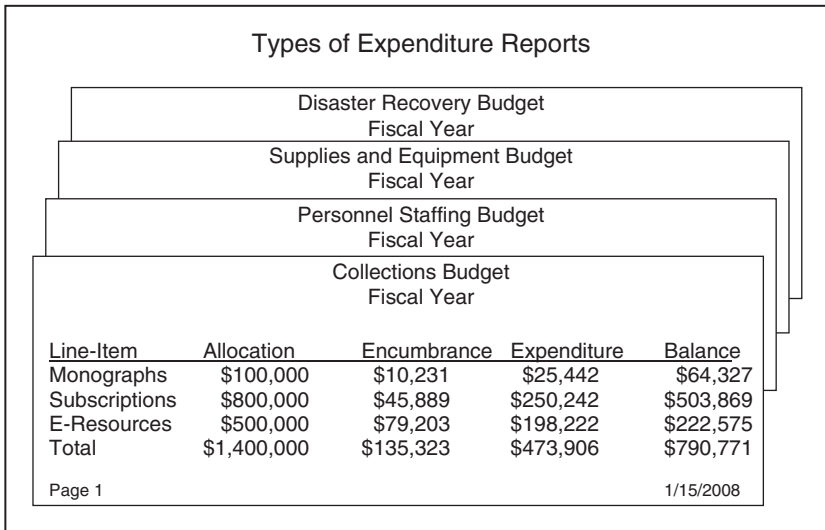 Types of Expenditure Reports
Disaster Recovery Budget
Fiscal Year
Supplies and Equipment Budget
Fiscal Year
Personnel Staffing Budget
Fiscal Year
Collections Budget
Fiscal Year
Line-Item Allocation Encumbrance Expenditure Balance
Monographs $100,000 $10,231 $25,442 $64,327
Subscriptions $800,000 $45,889 $250,242 $503,869
E-Resources $500,000 $79,203 $198,222 $222,575
Total $1,400,000 $135,323 $473,906 $790,771
Page 1 1/15/2008